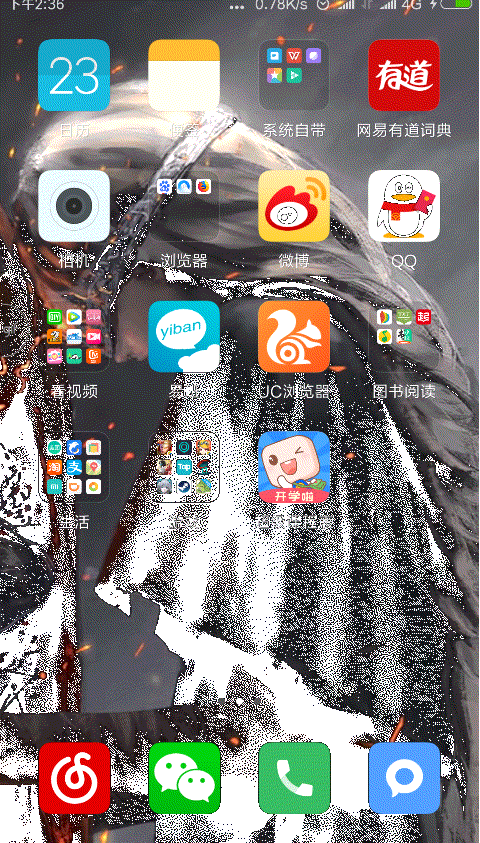 下午2:36 ... 0.78K/s 4G
23
有道
日历 便签 系统自带 网易有道词典
相机 浏览器 微博 QQ
yiban
看视频 易班 UC浏览器 图书阅读
开学啦
生活